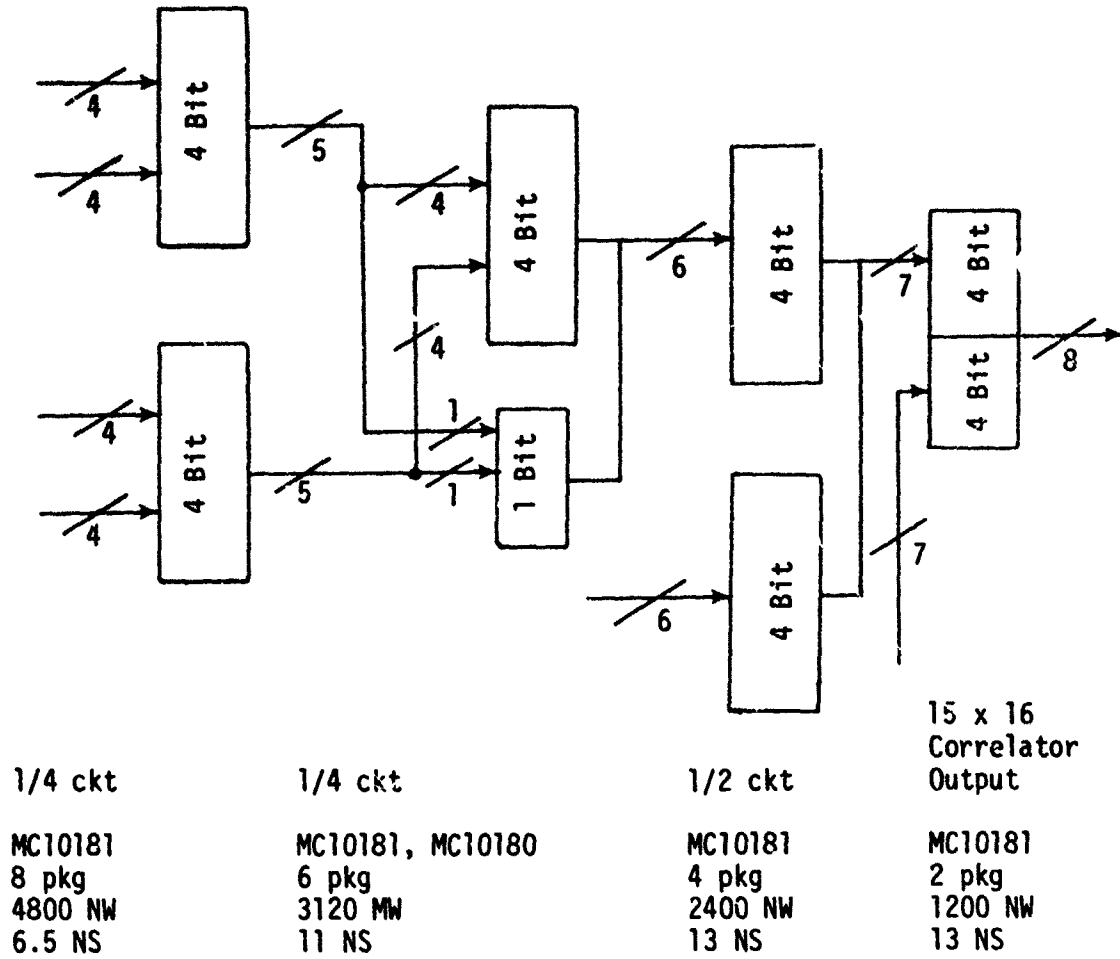 4 Bit
4
4
5
4 Bit
4
4
5
4
4
4 Bit
1
1
1 Bit
6
4 Bit
6
4 Bit
7
7
4 Bit
4 Bit
8
1/4 ckt
MC10181
8 pkg
4800 NW
6.5 NS
1/4 ckt
MC10181, MC10180
6 pkg
3120 MW
11 NS
1/2 ckt
MC10181
4 pkg
2400 NW
13 NS
15 x 16
Correlator
Output
MC10181
2 pkg
1200 NW
13 NS